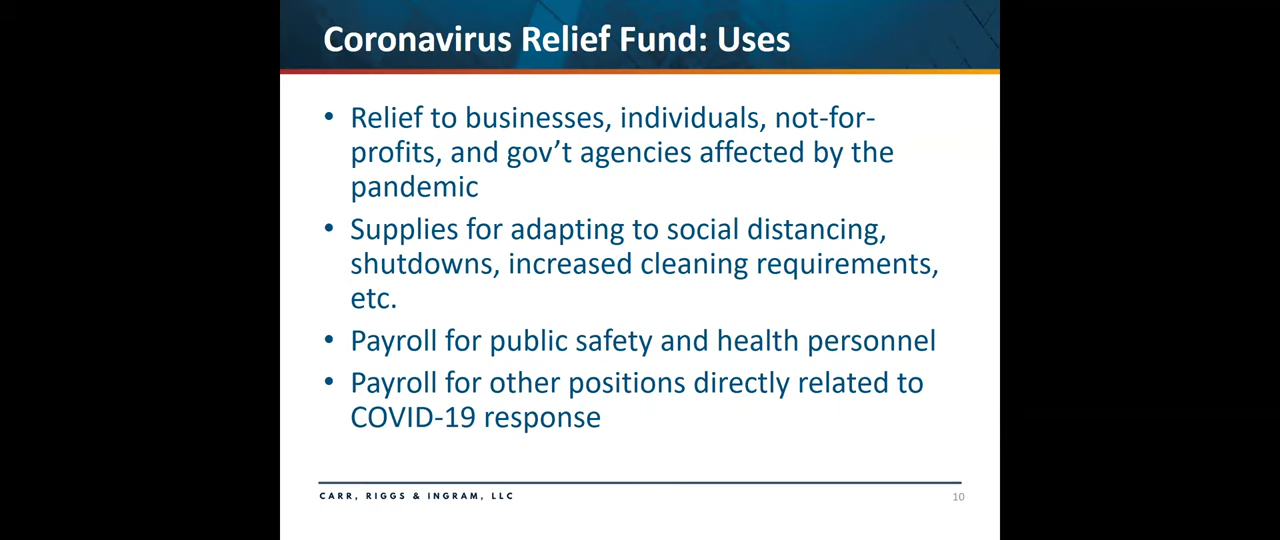 Coronavirus Relief Fund: Uses
• Relief to businesses, individuals, not-for-
profits, and gov’t agencies affected by the
pandemic
• Supplies for adapting to social distancing,
shutdowns, increased cleaning requirements,
etc.
• Payroll for public safety and health personnel
• Payroll for other positions directly related to
COVID-19 response
CARR, RIGGS & INGRAM, LLC
10